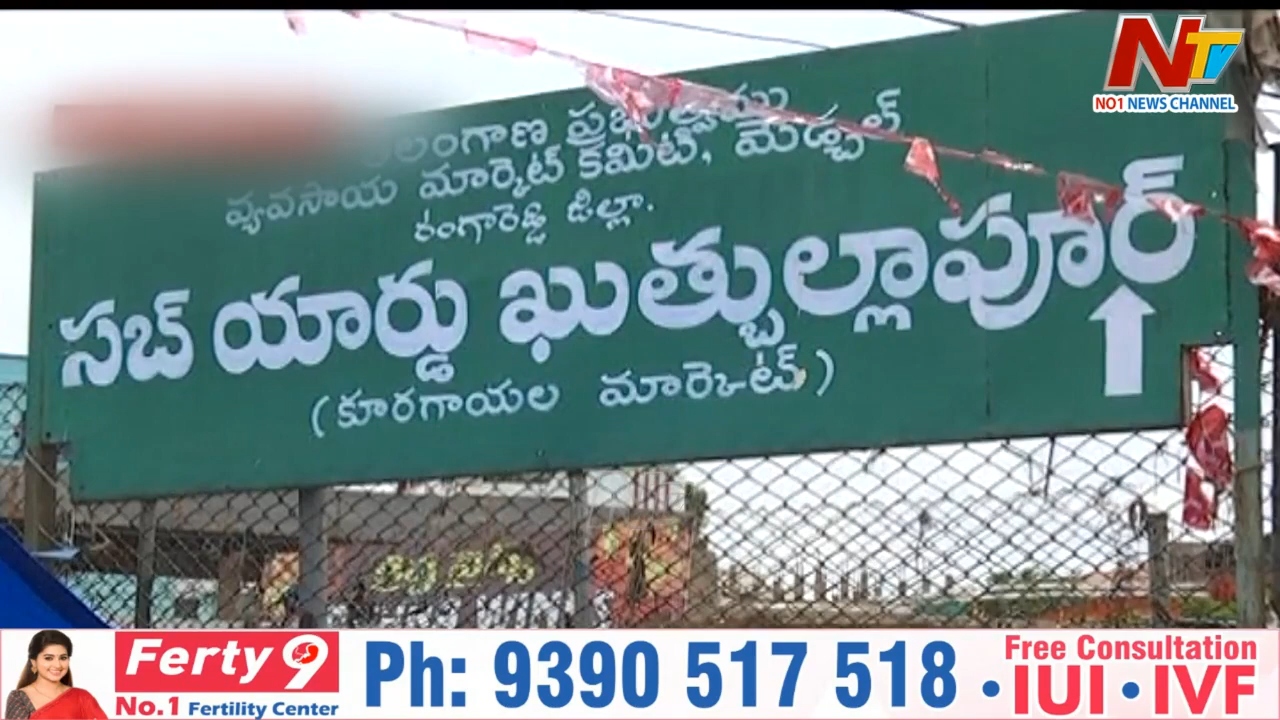 తెలంగాణ ప్రభుత్వము
వ్యవసాయ మార్కెట్ కమిటి, మేడ్చల్
రంగారెడ్డి జిల్లా.
సబ్ యార్డు ఖుత్బుల్లాపూర్
(కూరగాయల మార్కెట్)
NTV
NO1 NEWS CHANNEL
Ferty9
No.1 Fertility Center
Ph: 9390 517 518
Free Consultation
• IUI • IVF